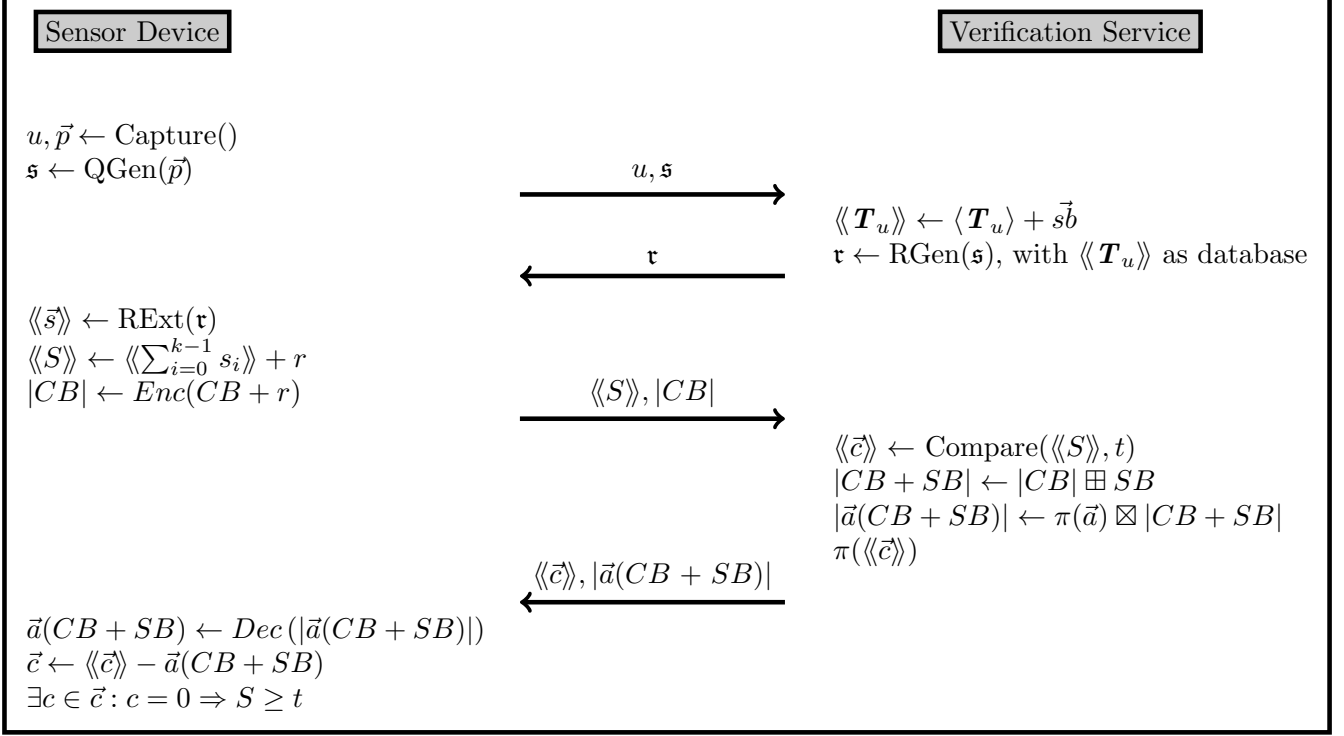 Sensor Device
Verification Service
u, p⃗ ← Capture()
𝔰 ← QGen(p⃗)
u, 𝔰
⟪𝑻_u⟫ ← ⟨𝑻_u⟩ + s⃗b
𝔯 ← RGen(𝔰), with ⟪𝑻_u⟫ as database
𝔯
⟪s⃗⟫ ← RExt(𝔯)
⟪S⟫ ← ⟪∑_{i=0}^{k−1} s_i⟫ + r
|CB| ← Enc(CB + r)
⟪S⟫, |CB|
⟪c⃗⟫ ← Compare(⟪S⟫, t)
|CB + SB| ← |CB| ⊞ SB
|a⃗(CB + SB)| ← π(a⃗) ⊠ |CB + SB|
π(⟪c⃗⟫)
⟪c⃗⟫, |a⃗(CB + SB)|
a⃗(CB + SB) ← Dec(|a⃗(CB + SB)|)
c⃗ ← ⟪c⃗⟫ − a⃗(CB + SB)
∃c ∈ c⃗ : c = 0 ⇒ S ≥ t